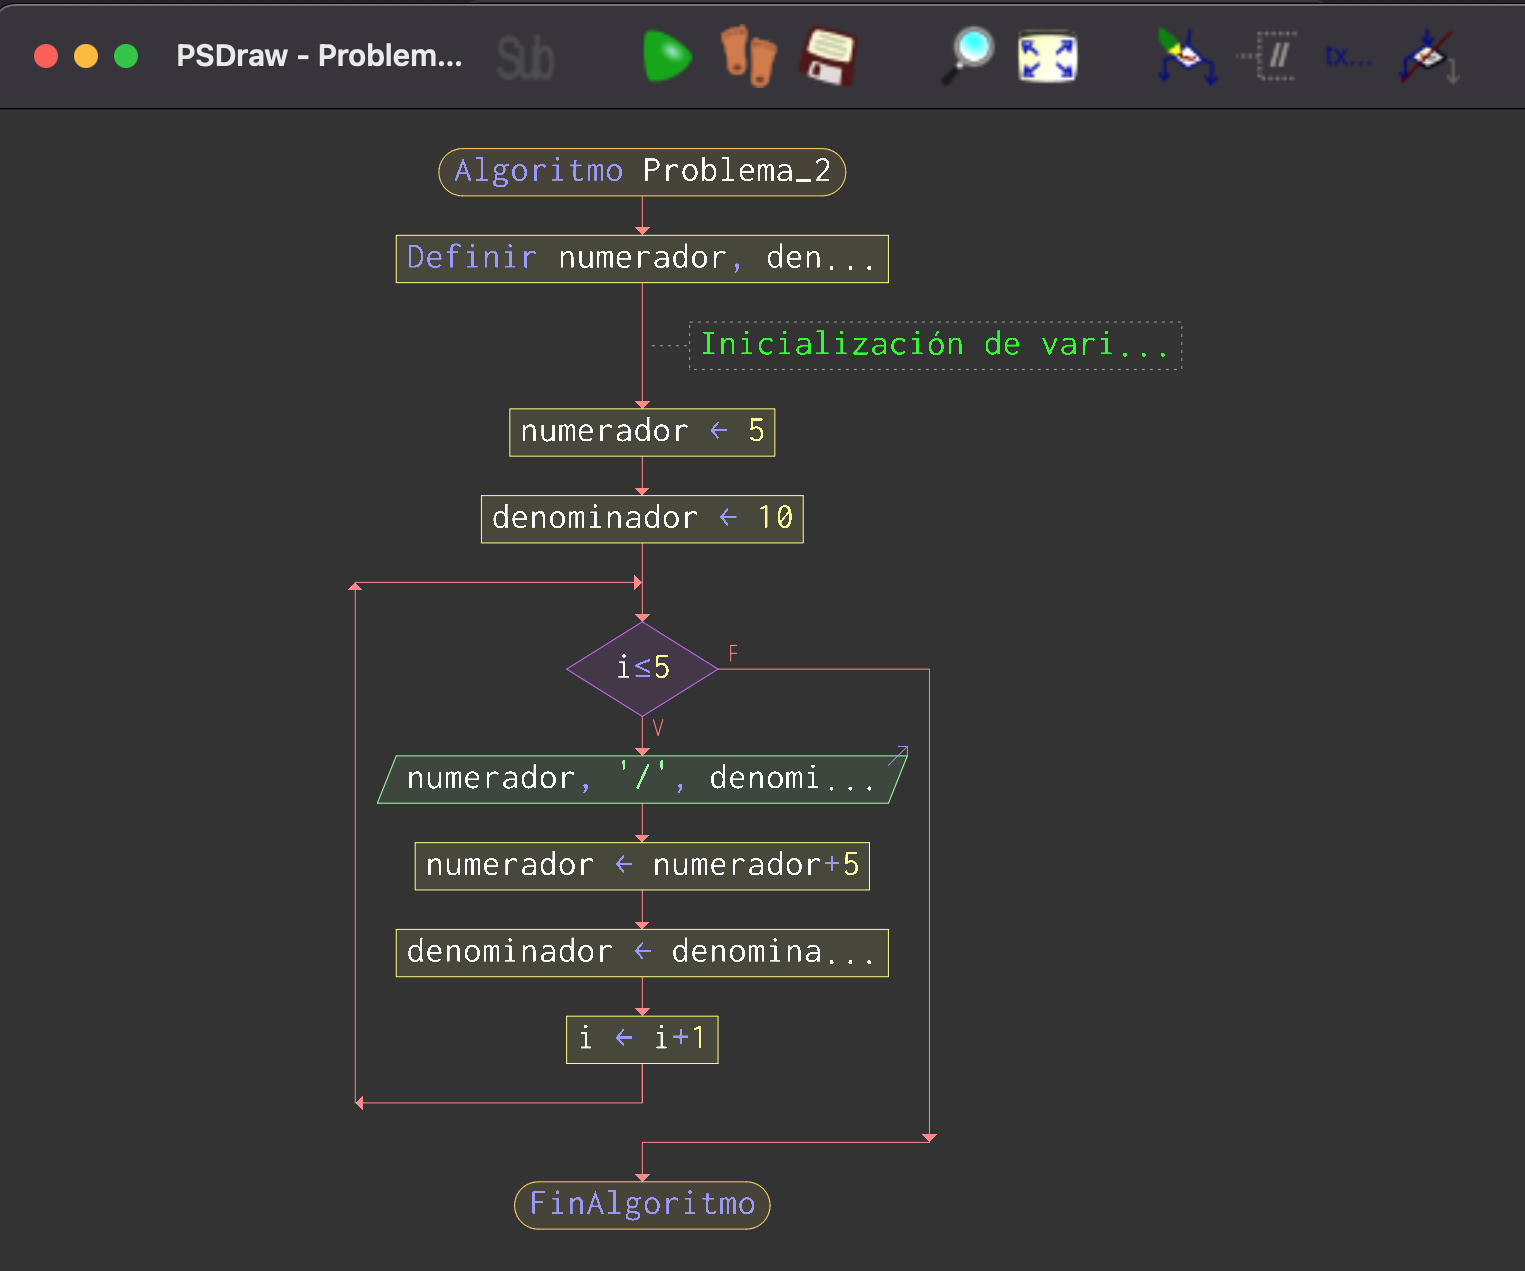 PSDraw - Problem...
Sub
//
tx...
Algoritmo Problema_2
Definir numerador, den...
Inicialización de vari...
numerador ← 5
denominador ← 10
i≤5
F
V
numerador, '/', denomi...
numerador ← numerador+5
denominador ← denomina...
i ← i+1
FinAlgoritmo